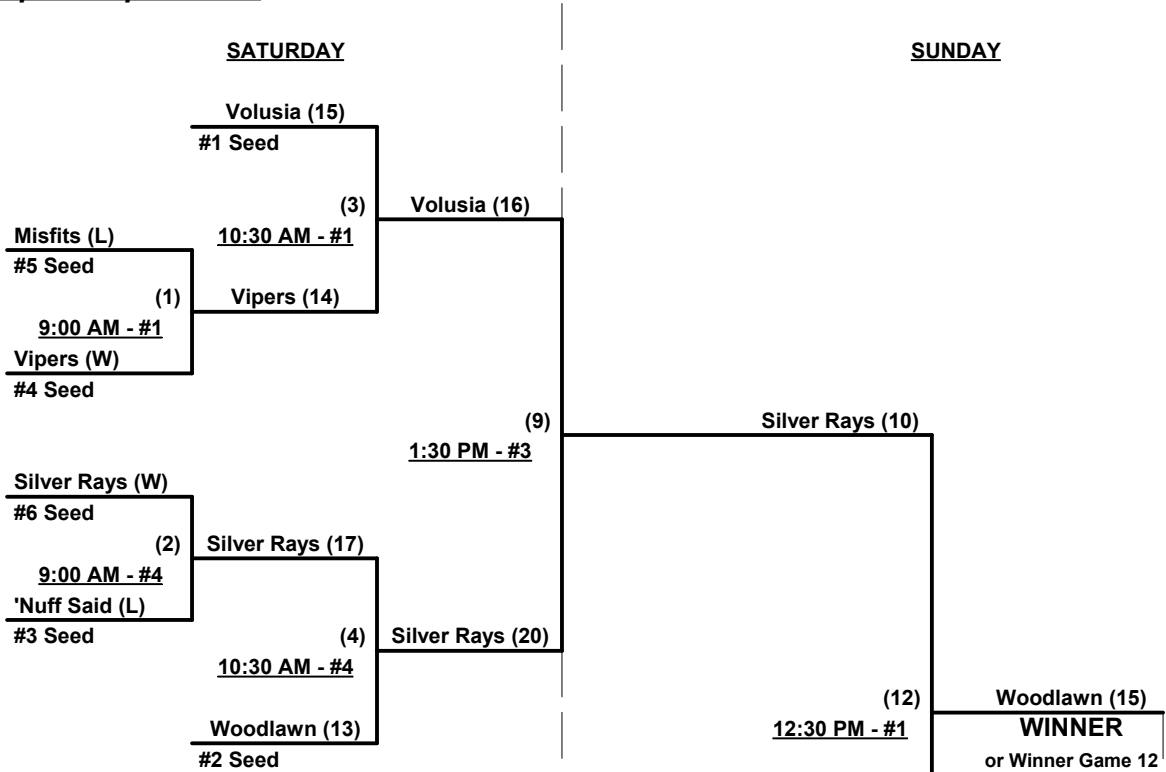 SATURDAY
SUNDAY
Volusia (15)
#1 Seed
(3)
10:30 AM - #1
Volusia (16)
Misfits (L)
#5 Seed
(1)
9:00 AM - #1
Vipers (14)
Vipers (W)
#4 Seed
(9)
1:30 PM - #3
Silver Rays (10)
Silver Rays (W)
#6 Seed
(2)
9:00 AM - #4
Silver Rays (17)
'Nuff Said (L)
#3 Seed
(4)
10:30 AM - #4
Silver Rays (20)
Woodlawn (13)
#2 Seed
(12)
12:30 PM - #1
Woodlawn (15)
WINNER
or Winner Game 12